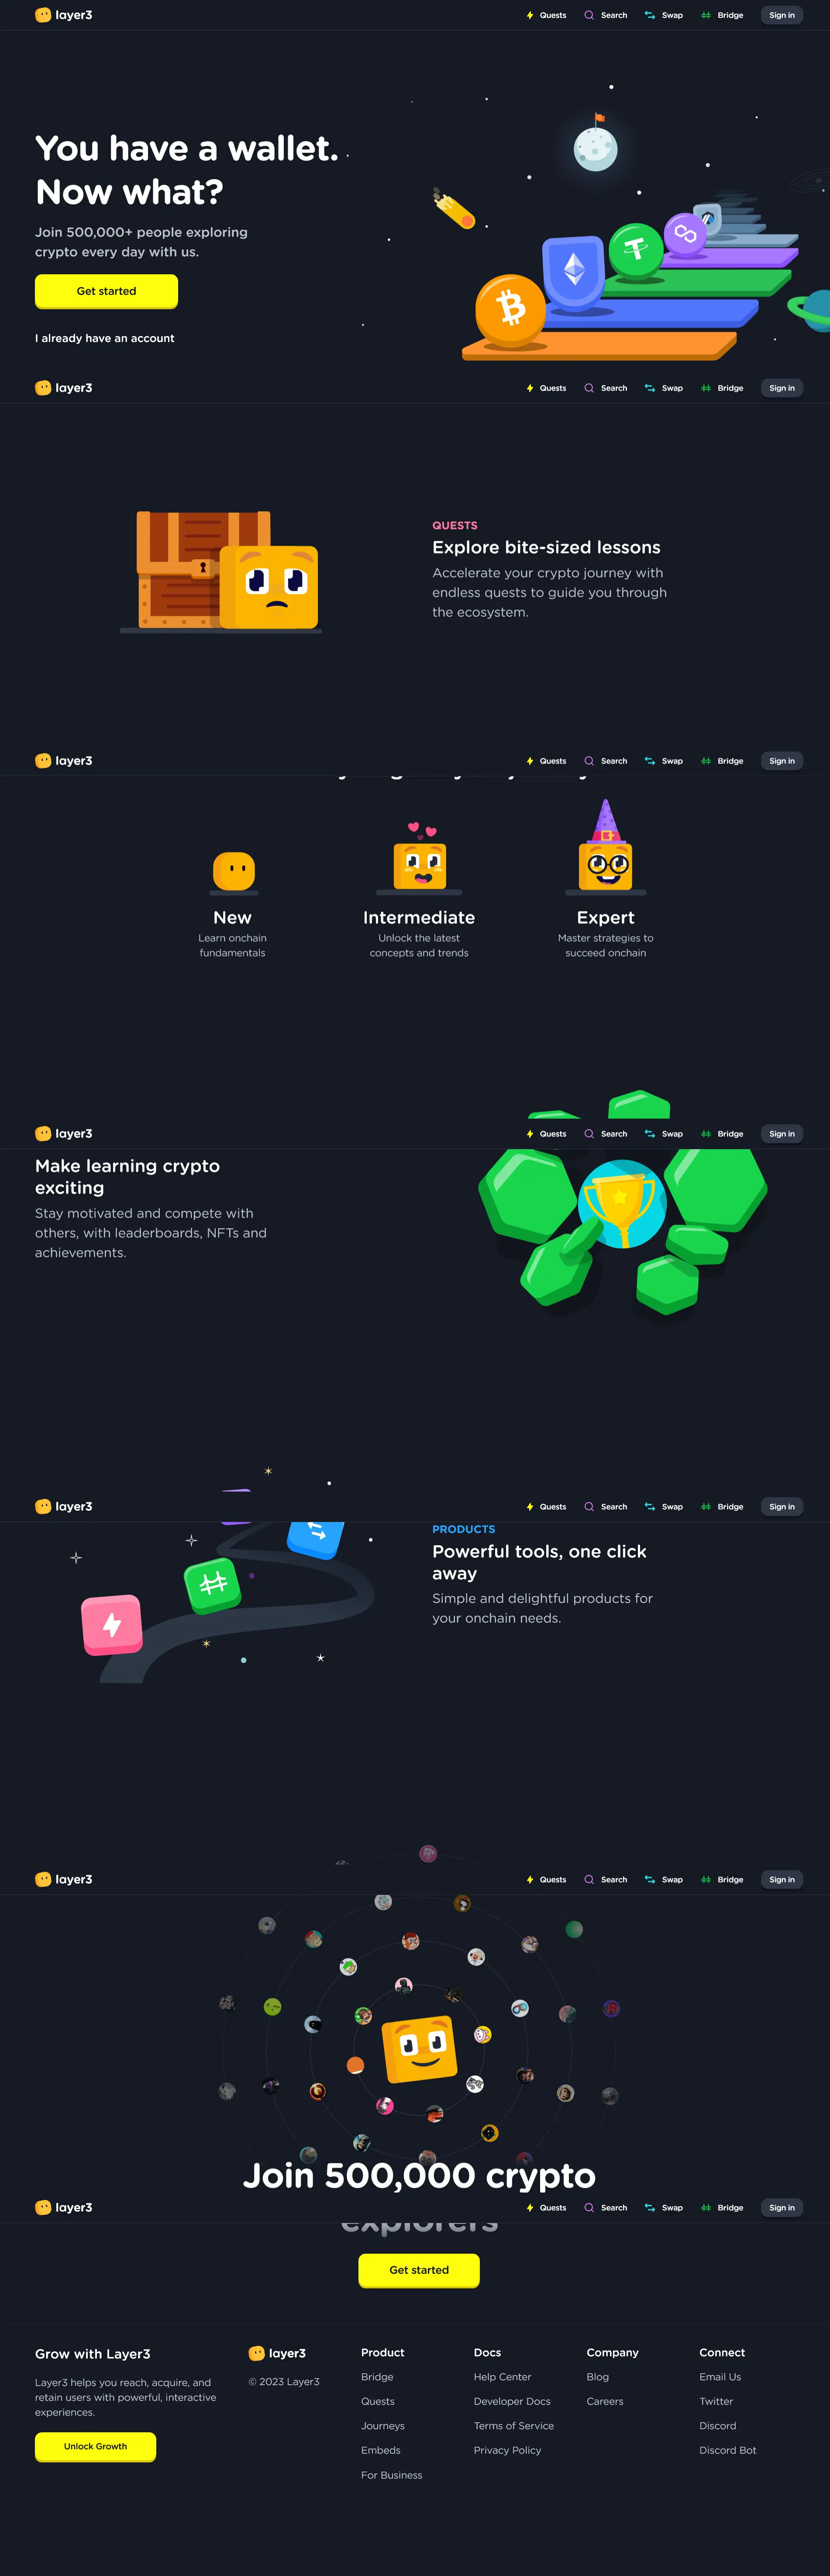 layer3
Quests Search Swap Bridge Sign in
You have a wallet.
Now what?
Join 500,000+ people exploring
crypto every day with us.
Get started
I already have an account
layer3
Quests Search Swap Bridge Sign in
QUESTS
Explore bite-sized lessons
Accelerate your crypto journey with
endless quests to guide you through
the ecosystem.
layer3
Quests Search Swap Bridge Sign in
New
Learn onchain
fundamentals
Intermediate
Unlock the latest
concepts and trends
Expert
Master strategies to
succeed onchain
layer3
Quests Search Swap Bridge Sign in
Make learning crypto
exciting
Stay motivated and compete with
others, with leaderboards, NFTs and
achievements.
layer3
Quests Search Swap Bridge Sign in
PRODUCTS
Powerful tools, one click
away
Simple and delightful products for
your onchain needs.
layer3
Quests Search Swap Bridge Sign in
Join 500,000 crypto
layer3
Quests Search Swap Bridge Sign in
explorers
Get started
Grow with Layer3
Layer3 helps you reach, acquire, and
retain users with powerful, interactive
experiences.
Unlock Growth
layer3
© 2023 Layer3
Product
Bridge
Quests
Journeys
Embeds
For Business
Docs
Help Center
Developer Docs
Terms of Service
Privacy Policy
Company
Blog
Careers
Connect
Email Us
Twitter
Discord
Discord Bot